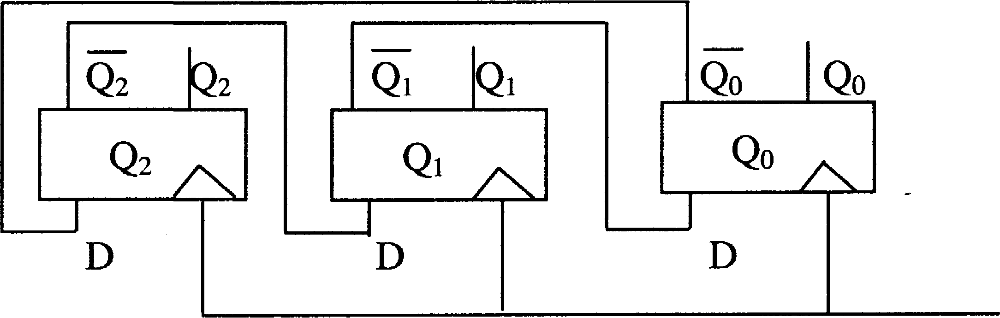 Q̅₂ Q₂ Q̅₁ Q₁ Q̅₀ Q₀
Q₂ Q₁ Q₀
D D D